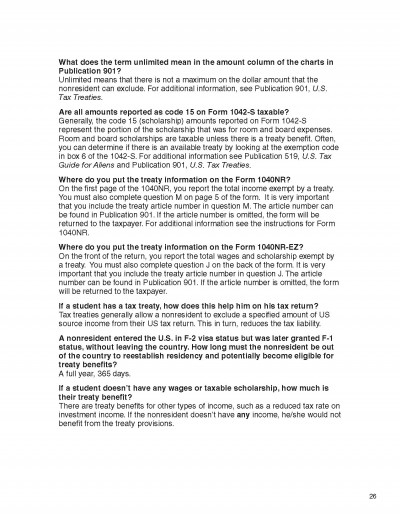 What does the term unlimited mean in the amount column of the charts in
Publication 901?
Unlimited means that there is not a maximum on the dollar amount that the
nonresident can exclude. For additional information, see Publication 901, U.S.
Tax Treaties.
Are all amounts reported as code 15 on Form 1042-S taxable?
Generally, the code 15 (scholarship) amounts reported on Form 1042-S
represent the portion of the scholarship that was for room and board expenses.
Room and board scholarships are taxable unless there is a treaty benefit. Often,
you can determine if there is an available treaty by looking at the exemption code
in box 6 of the 1042-S. For additional information see Publication 519, U.S. Tax
Guide for Aliens and Publication 901, U.S. Tax Treaties.
Where do you put the treaty information on the Form 1040NR?
On the first page of the 1040NR, you report the total income exempt by a treaty.
You must also complete question M on page 5 of the form. It is very important
that you include the treaty article number in question M. The article number can
be found in Publication 901. If the article number is omitted, the form will be
returned to the taxpayer. For additional information see the instructions for Form
1040NR.
Where do you put the treaty information on the Form 1040NR-EZ?
On the front of the return, you report the total wages and scholarship exempt by
a treaty. You must also complete question J on the back of the form. It is very
important that you include the treaty article number in question J. The article
number can be found in Publication 901. If the article number is omitted, the form
will be returned to the taxpayer.
If a student has a tax treaty, how does this help him on his tax return?
Tax treaties generally allow a nonresident to exclude a specified amount of US
source income from their US tax return. This in turn, reduces the tax liability.
A nonresident entered the U.S. in F-2 visa status but was later granted F-1
status, without leaving the country. How long must the nonresident be out
of the country to reestablish residency and potentially become eligible for
treaty benefits?
A full year, 365 days.
If a student doesn't have any wages or taxable scholarship, how much is
their treaty benefit?
There are treaty benefits for other types of income, such as a reduced tax rate on
investment income. If the nonresident doesn't have any income, he/she would not
benefit from the treaty provisions.
26